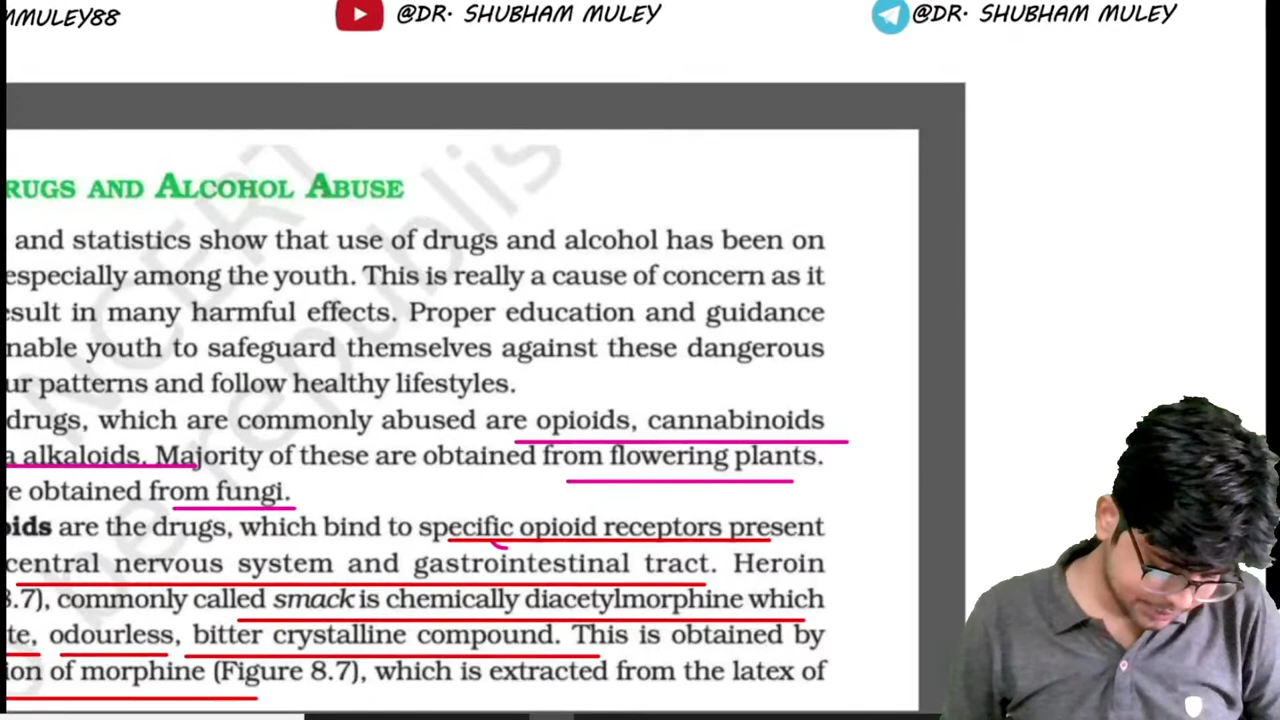 MMULEY88 @DR. SHUBHAM MULEY @DR. SHUBHAM MULEY
RUGS AND ALCOHOL ABUSE
and statistics show that use of drugs and alcohol has been on
especially among the youth. This is really a cause of concern as it
esult in many harmful effects. Proper education and guidance
nable youth to safeguard themselves against these dangerous
ur patterns and follow healthy lifestyles.
drugs, which are commonly abused are opioids, cannabinoids
a alkaloids. Majority of these are obtained from flowering plants.
e obtained from fungi.
oids are the drugs, which bind to specific opioid receptors present
central nervous system and gastrointestinal tract. Heroin
8.7), commonly called smack is chemically diacetylmorphine which
te, odourless, bitter crystalline compound. This is obtained by
ion of morphine (Figure 8.7), which is extracted from the latex of
NCERT
be republis